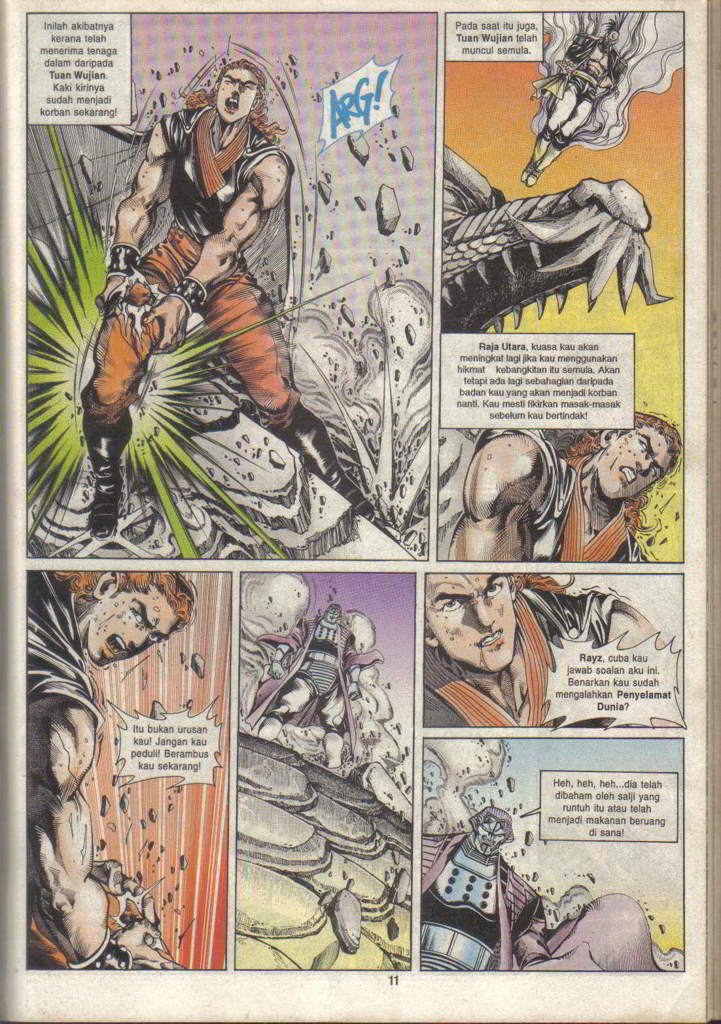 Inilah akibatnya
kerana telah
menerima tenaga
dalam daripada
Tuan Wujian.
Kaki kirinya
sudah menjadi
korban sekarang!
ARG!
Pada saat itu juga,
Tuan Wujian telah
muncul semula.
Raja Utara, kuasa kau akan
meningkat lagi jika kau menggunakan
hikmat kebangkitan itu semula. Akan
tetapi ada lagi sebahagian daripada
badan kau yang akan menjadi korban
nanti. Kau mesti fikirkan masak-masak
sebelum kau bertindak!
Itu bukan urusan
kau! Jangan kau
peduli! Berambus
kau sekarang!
Rayz, cuba kau
jawab soalan aku ini.
Benarkan kau sudah
mengalahkan Penyelamat
Dunia?
Heh, heh, heh...dia telah
dibaham oleh salji yang
runtuh itu atau telah
menjadi makanan beruang
di sana!
11